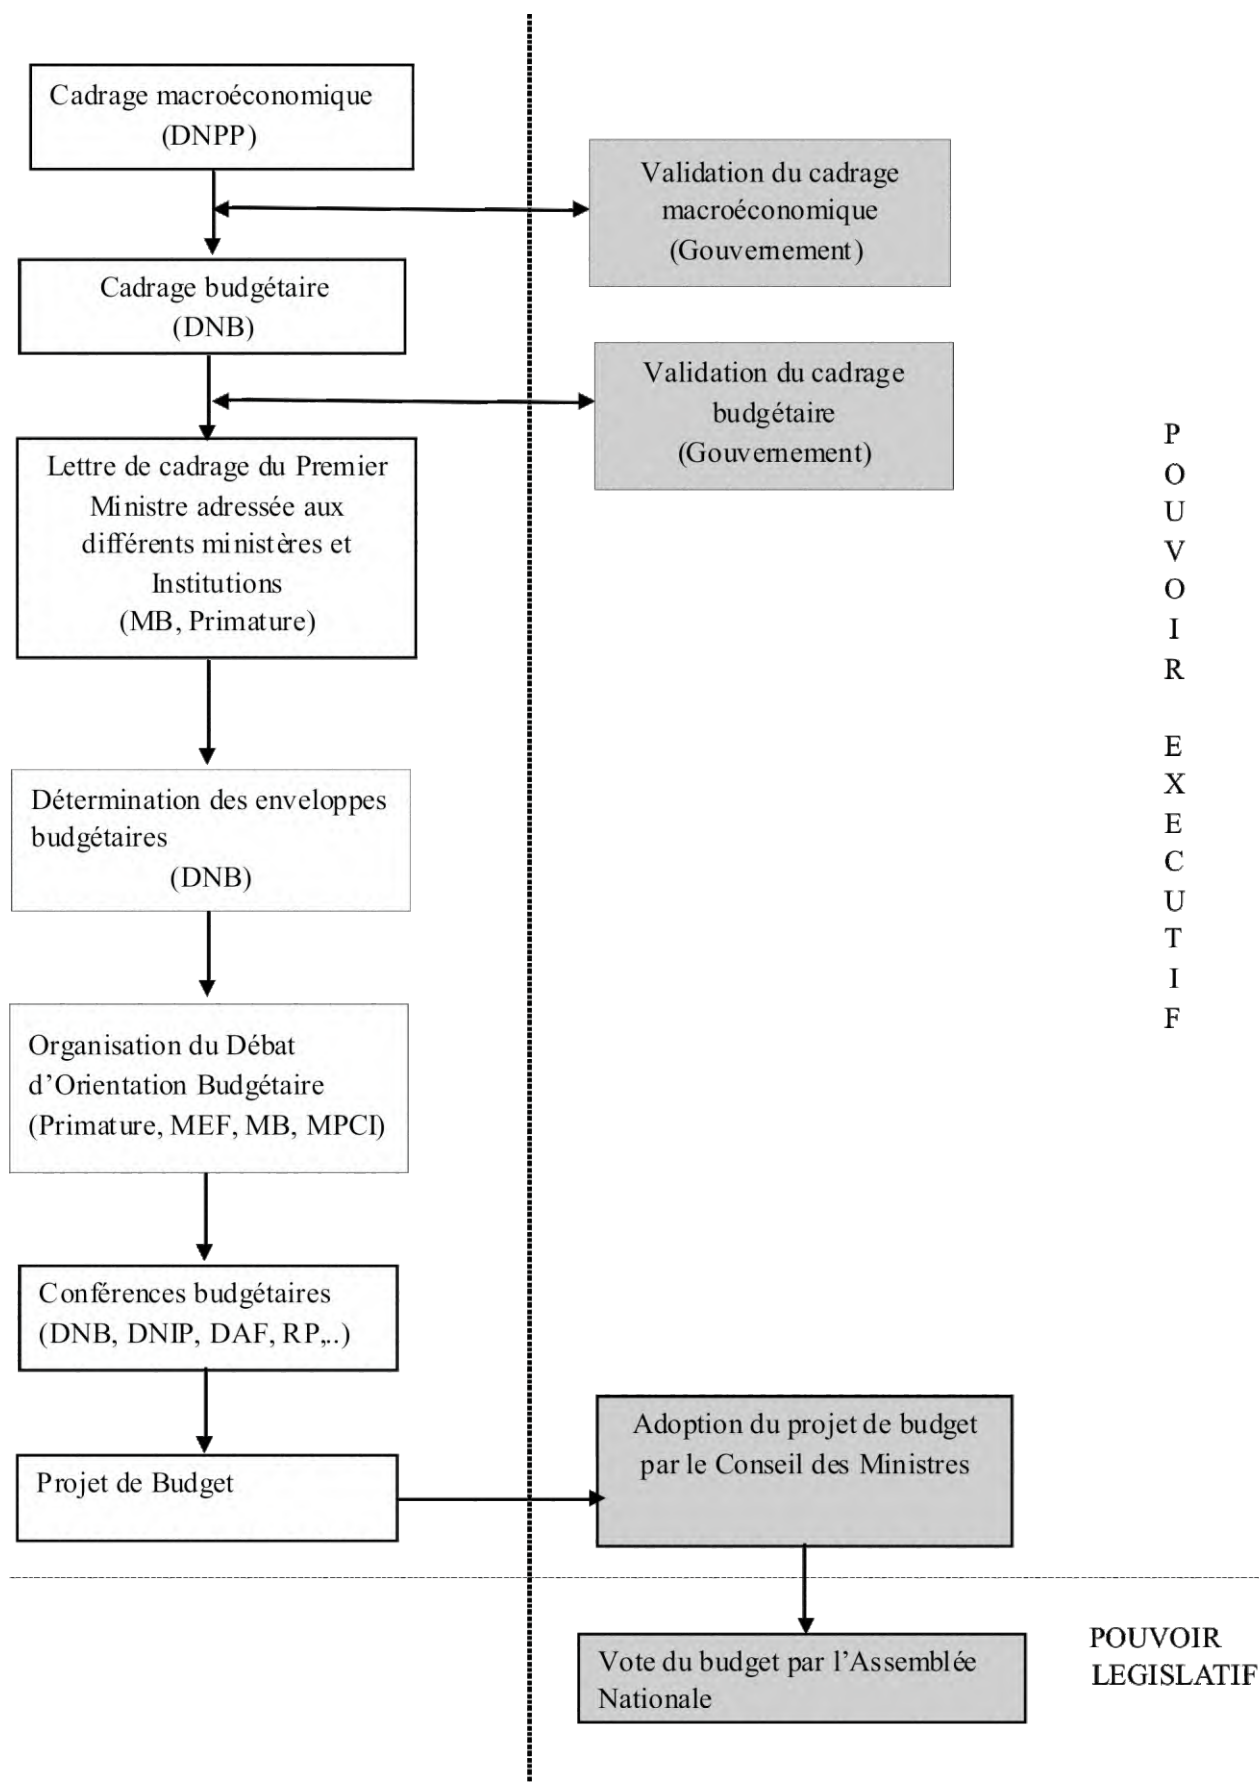 Cadrage macroéconomique
(DNPP)
Validation du cadrage
macroéconomique
(Gouvernement)
Cadrage budgétaire
(DNB)
Validation du cadrage
budgétaire
(Gouvernement)
Lettre de cadrage du Premier
Ministre adressée aux
différents ministères et
Institutions
(MB, Primature)
Détermination des enveloppes
budgétaires
(DNB)
Organisation du Débat
d’Orientation Budgétaire
(Primature, MEF, MB, MPCI)
Conférences budgétaires
(DNB, DNIP, DAF, RP,..)
Projet de Budget
Adoption du projet de budget
par le Conseil des Ministres
P
O
U
V
O
I
R
E
X
E
C
U
T
I
F
Vote du budget par l’Assemblée
Nationale
POUVOIR
LEGISLATIF